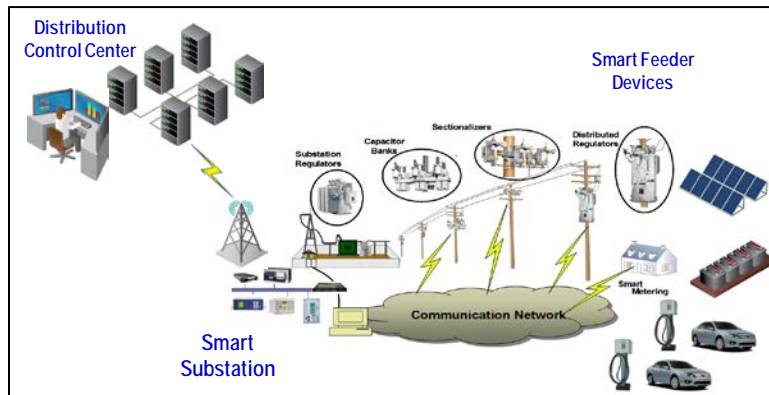 Distribution
Control Center
Smart Feeder
Devices
Substation
Regulators
Capacitor
Banks
Sectionalizers
Distributed
Regulators
Smart
Metering
Communication Network
Smart
Substation